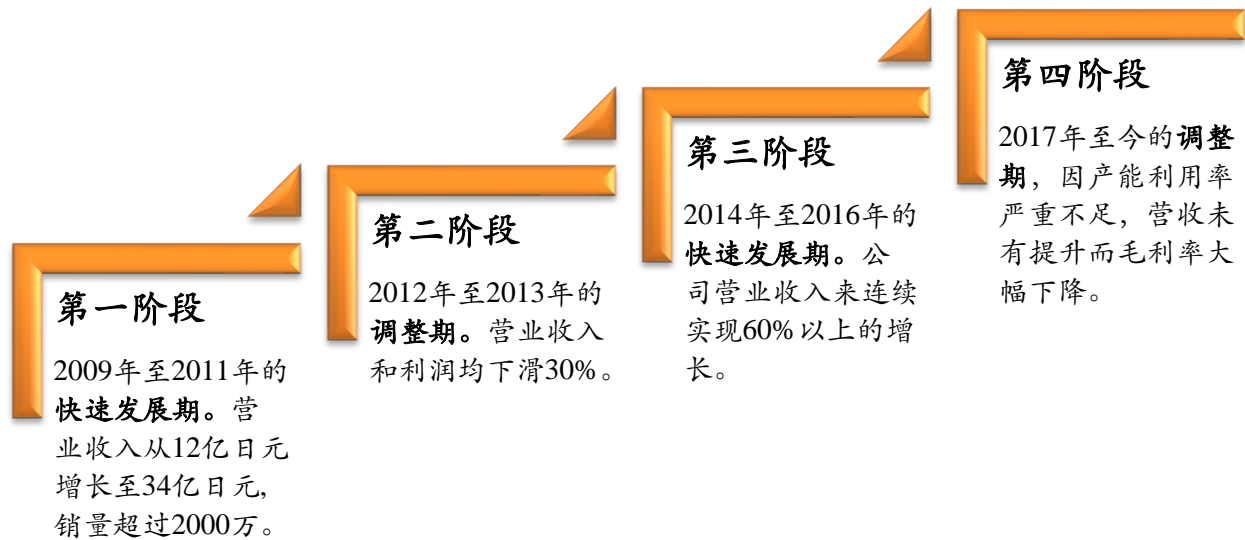 第一阶段
2009年至2011年的
快速发展期。营
业收入从12亿日元
增长至34亿日元,
销量超过2000万。
第二阶段
2012年至2013年的
调整期。营业收入
和利润均下滑30%。
第三阶段
2014年至2016年的
快速发展期。公
司营业收入来连续
实现60%以上的增
长。
第四阶段
2017年至今的调整
期，因产能利用率
严重不足，营收未
有提升而毛利率大
幅下降。